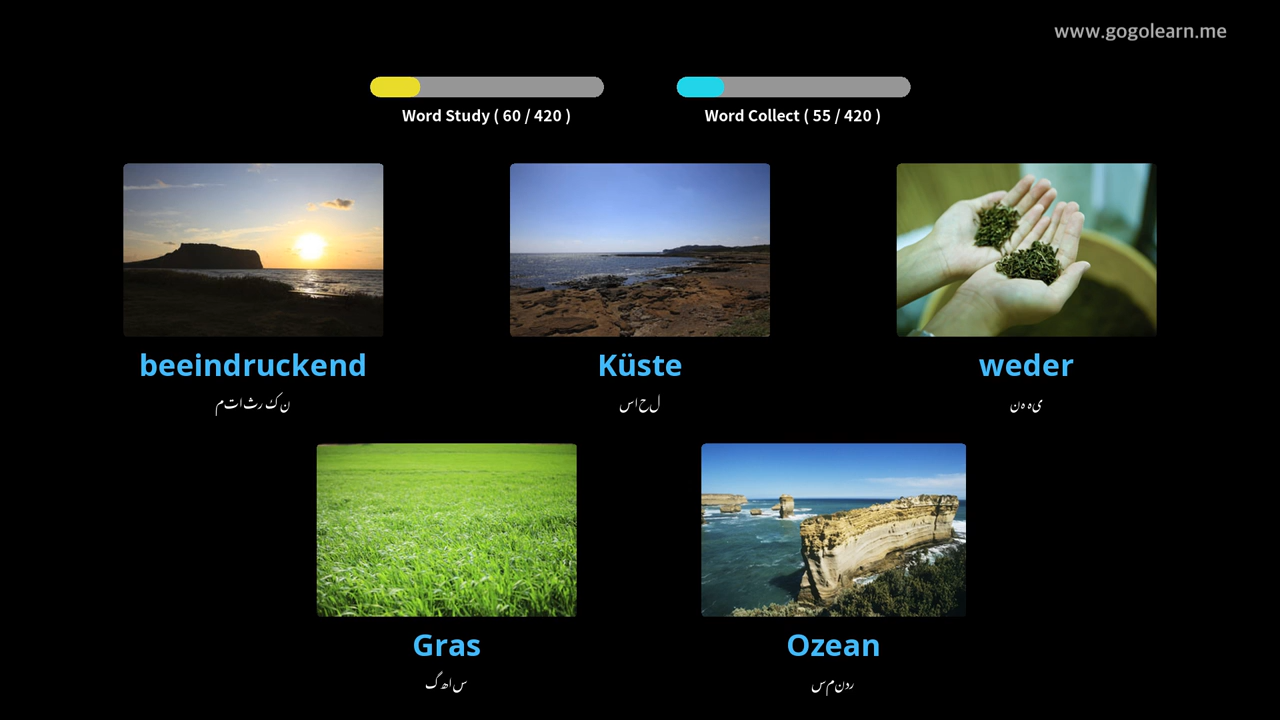 www.gogolearn.me
Word Study ( 60 / 420 )
Word Collect ( 55 / 420 )
beeindruckend
متاثر کن
Küste
ساحل
weder
نہ ہی
Gras
گھاس
Ozean
سمندر